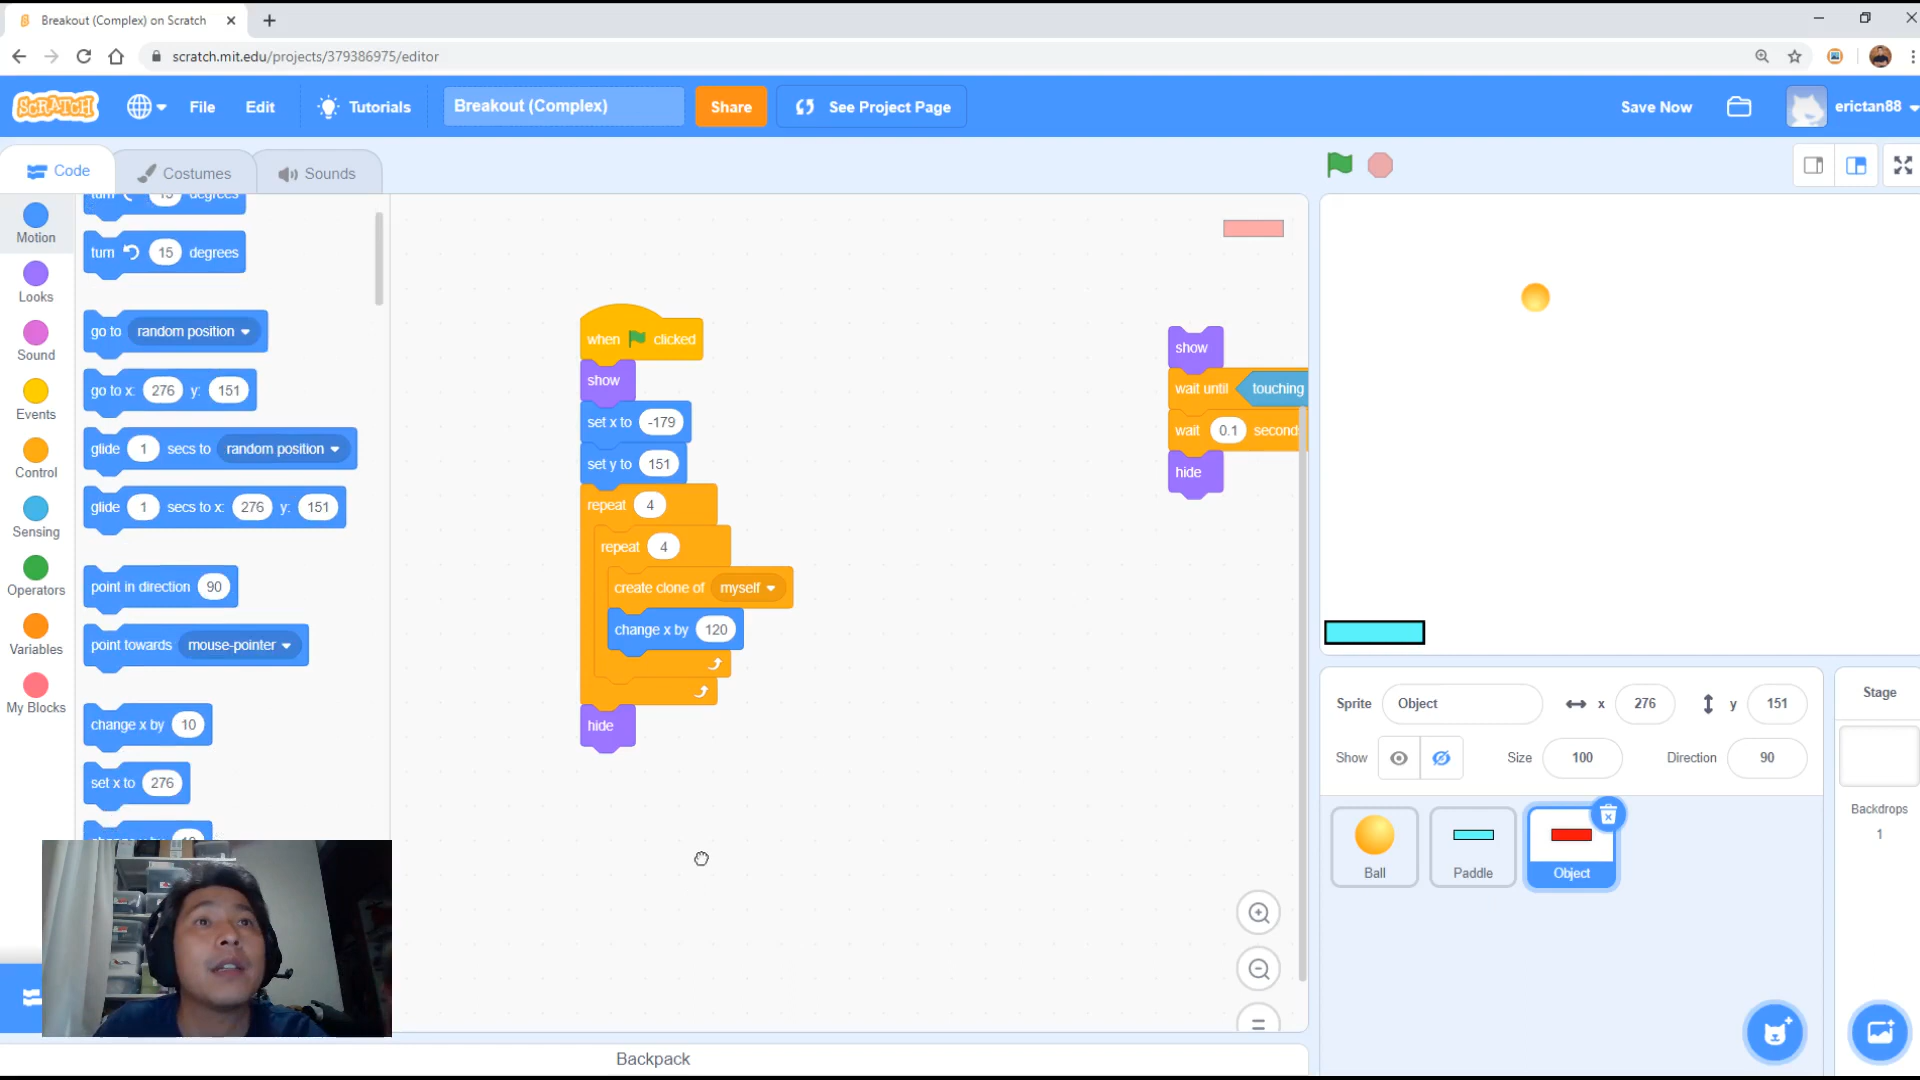 Breakout (Complex) on Scratch
scratch.mit.edu/projects/379386975/editor
SCRATCH
File
Edit
Tutorials
Breakout (Complex)
Share
See Project Page
Save Now
erictan88
Code
Costumes
Sounds
Motion
Looks
Sound
Events
Control
Sensing
Operators
Variables
My Blocks
turn 15 degrees
turn 15 degrees
go to random position
go to x: 276 y: 151
glide 1 secs to random position
glide 1 secs to x: 276 y: 151
point in direction 90
point towards mouse-pointer
change x by 10
set x to 276
when clicked
show
set x to -179
set y to 151
repeat 4
repeat 4
create clone of myself
change x by 120
hide
show
wait until touching
wait 0.1 second
hide
Backpack
Sprite Object x 276 y 151
Show Size 100 Direction 90
Ball
Paddle
Object
Stage
Backdrops
1